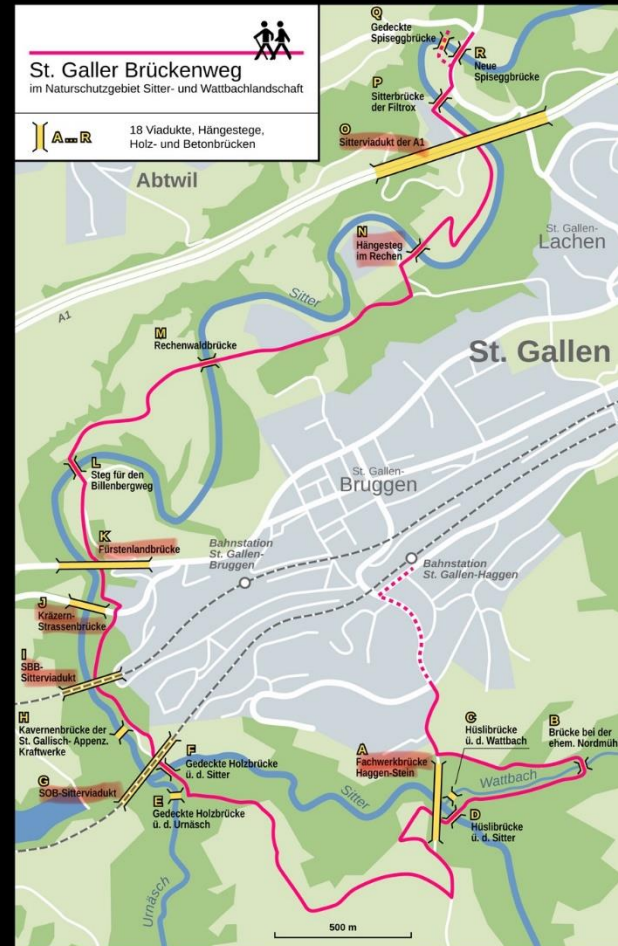 St. Galler Brückenweg
im Naturschutzgebiet Sitter- und Wattbachlandschaft
A ... R
18 Viadukte, Hängestege,
Holz- und Betonbrücken
Q
Gedeckte
Spiseggbrücke
R
Neue
Spiseggbrücke
P
Sitterbrücke
der Filtrox
O
Sitterviadukt der A1
Abtwil
St. Gallen-
Lachen
N
Hängesteg
im Rechen
Sitter
A1
M
Rechenwaldbrücke
St. Gallen
L
Steg für den
Billenbergweg
St. Gallen-
Bruggen
K
Fürstenlandbrücke
Bahnstation
St. Gallen-
Bruggen
Bahnstation
St. Gallen-Haggen
J
Kräzern-
Strassenbrücke
I
SBB-
Sitterviadukt
H
Kavernenbrücke der
St. Gallisch- Appenz.
Kraftwerke
G
SOB-Sitterviadukt
F
Gedeckte Holzbrücke
ü. d. Sitter
E
Gedeckte Holzbrücke
ü. d. Urnäsch
A
Fachwerkbrücke
Haggen-Stein
C
Hüslibrücke
ü. d. Wattbach
B
Brücke bei der
ehem. Nordmüh
Wattbach
Sitter
D
Hüslibrücke
ü. d. Sitter
Urnäsch
500 m